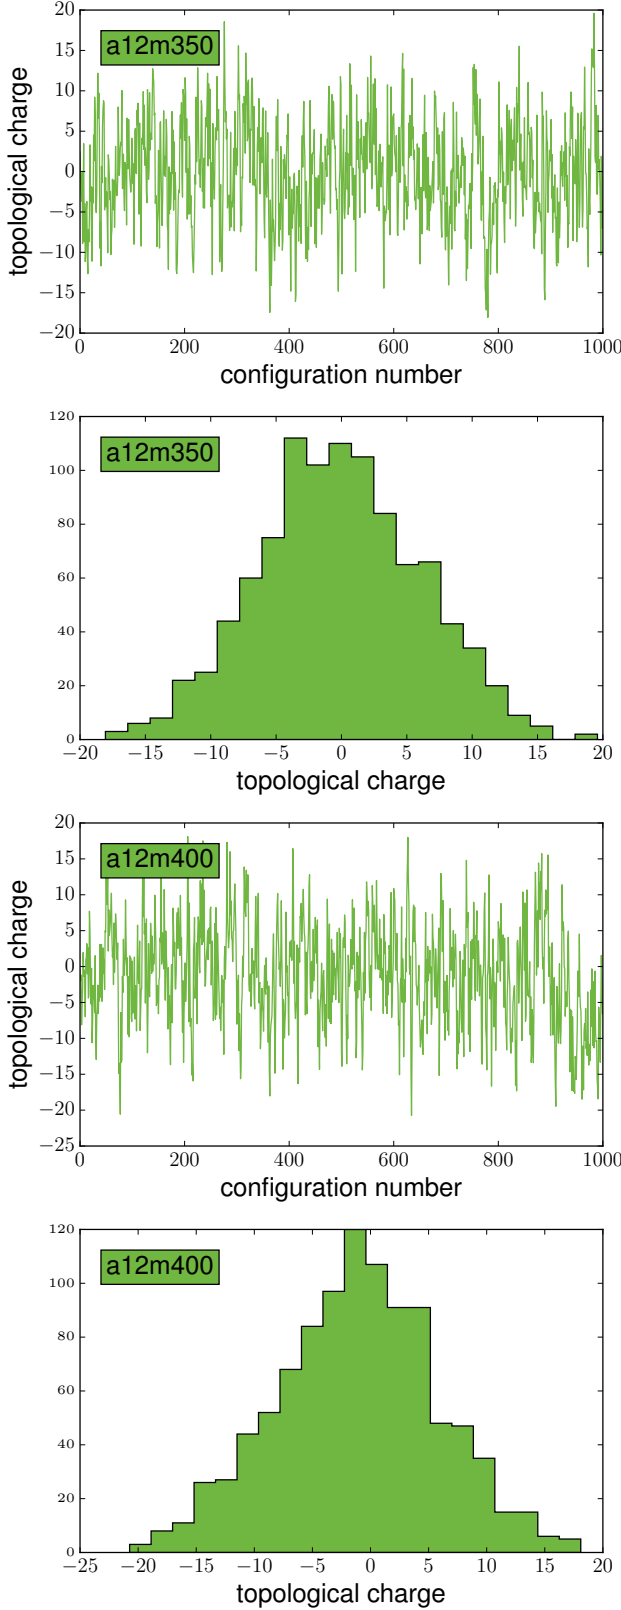 20
15
10
5
0
−5
−10
−15
−20
topological charge
a12m350
0 200 400 600 800 1000
configuration number
120
100
80
60
40
20
0
a12m350
−20 −15 −10 −5 0 5 10 15 20
topological charge
20
15
10
5
0
−5
−10
−15
−20
−25
topological charge
a12m400
0 200 400 600 800 1000
configuration number
120
100
80
60
40
20
0
a12m400
−25 −20 −15 −10 −5 0 5 10 15 20
topological charge